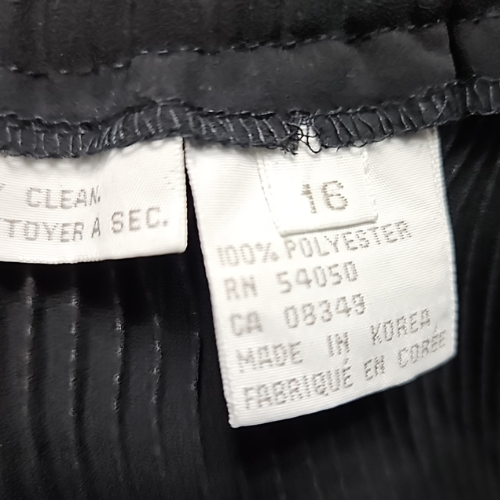 CLEAN.
TOYER A SEC.
16
100% POLYESTER
RN 54050
CA 08349
MADE IN KOREA
FABRIQUÉ EN CORÉE